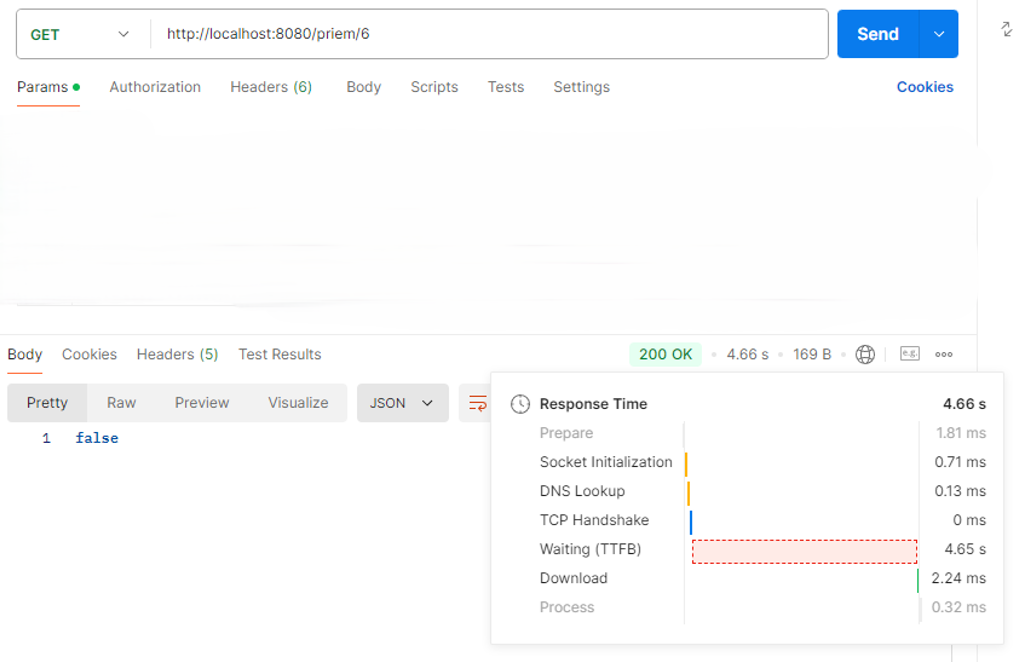 GET http://localhost:8080/priem/6 Send
Params Authorization Headers (6) Body Scripts Tests Settings Cookies
Body Cookies Headers (5) Test Results 200 OK 4.66 s 169 B e.g.
Pretty Raw Preview Visualize JSON
1 false
Response Time 4.66 s
Prepare 1.81 ms
Socket Initialization 0.71 ms
DNS Lookup 0.13 ms
TCP Handshake 0 ms
Waiting (TTFB) 4.65 s
Download 2.24 ms
Process 0.32 ms